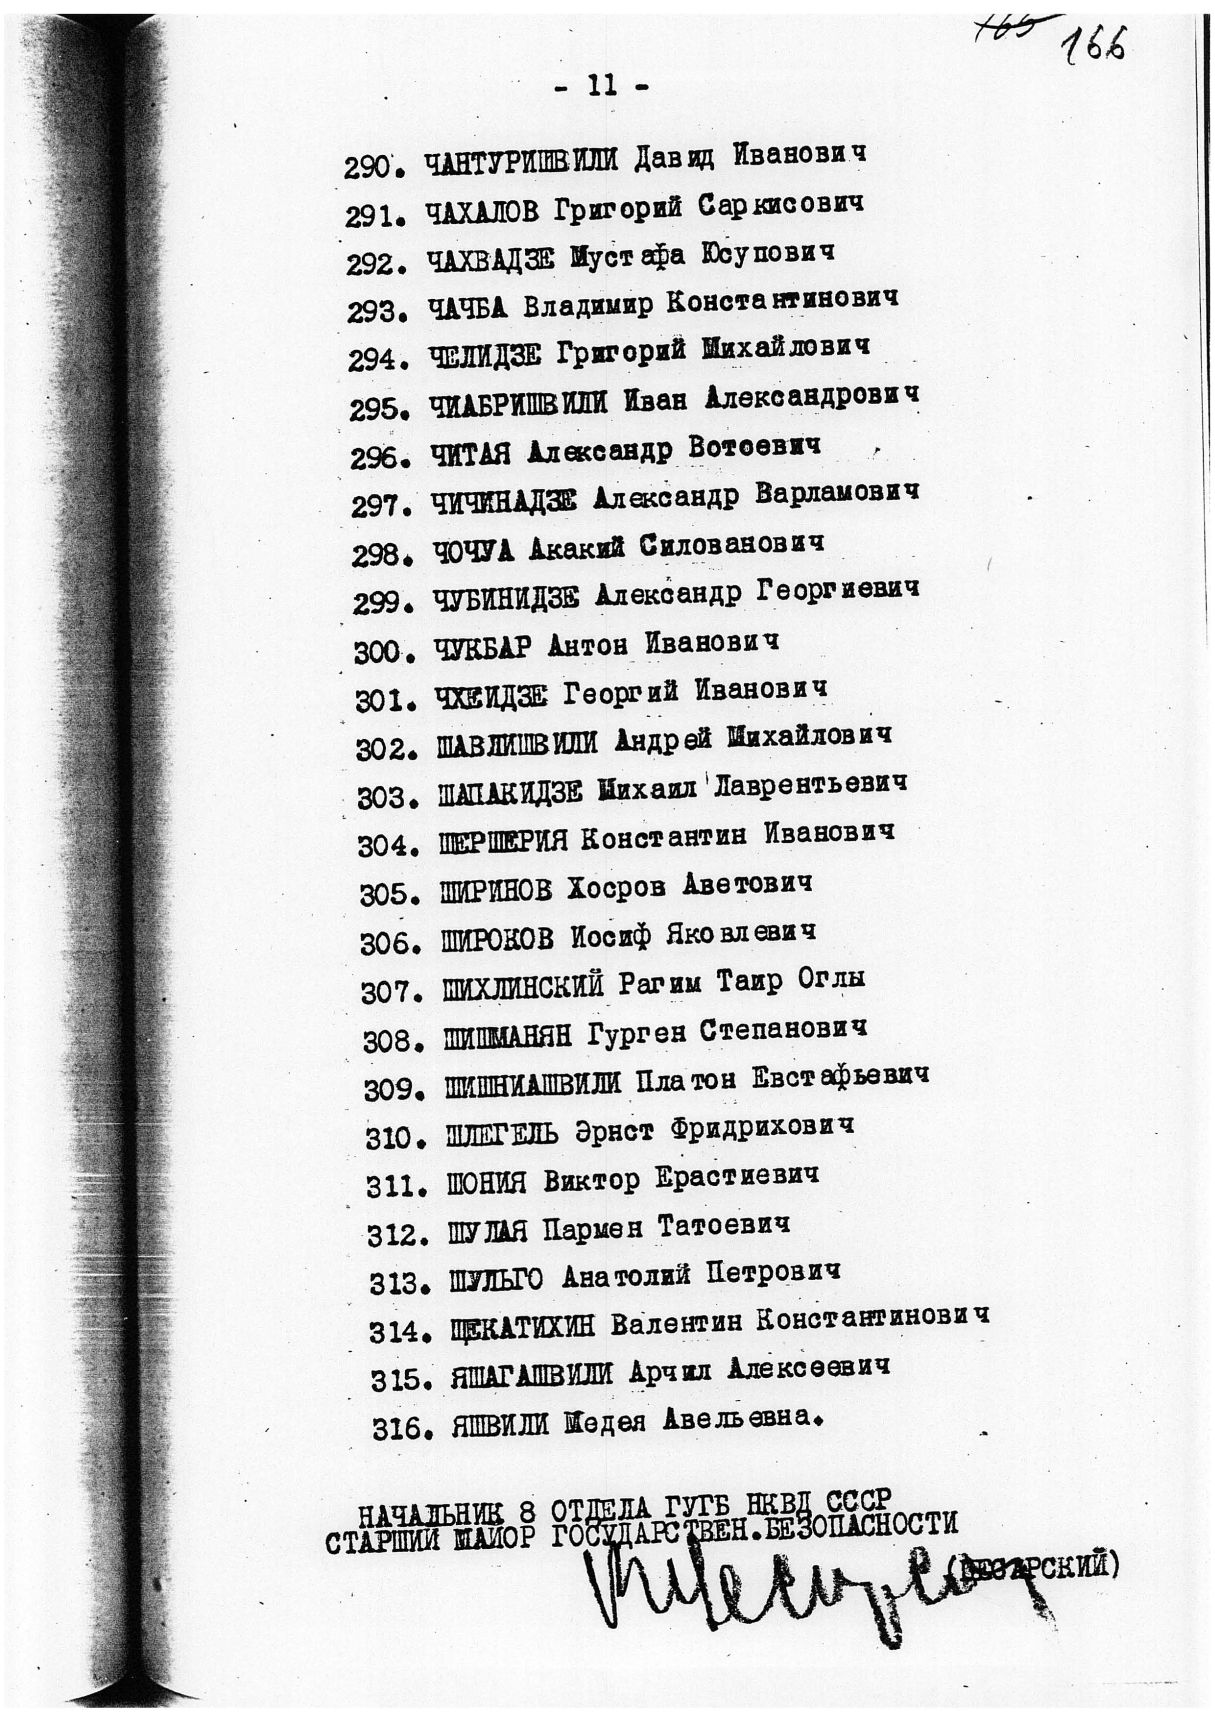 165 166
- 11 -
290. ЧАНТУРИШВИЛИ Давид Иванович
291. ЧАХАЛОВ Григорий Саркисович
292. ЧАХВАДЗЕ Мустафа Юсупович
293. ЧАЧБА Владимир Константинович
294. ЧЕЛИДЗЕ Григорий Михайлович
295. ЧИАБРИШВИЛИ Иван Александрович
296. ЧИТАЯ Александр Вотоевич
297. ЧИЧИНАДЗЕ Александр Варламович
298. ЧОЧУА Акакий Силованович
299. ЧУБИНИДЗЕ Александр Георгиевич
300. ЧУКБАР Антон Иванович
301. ЧХЕИДЗЕ Георгий Иванович
302. ШАВЛИШВИЛИ Андрей Михайлович
303. ШАПАКИДЗЕ Михаил Лаврентьевич
304. ШЕРШЕРИЯ Константин Иванович
305. ШИРИНОВ Хосров Аветович
306. ШИРОКОВ Иосиф Яковлевич
307. ШИХЛИНСКИЙ Рагим Таир Оглы
308. ШИШМАНЯН Гурген Степанович
309. ШИШНИАШВИЛИ Платон Евстафьевич
310. ШЛЕГЕЛЬ Эрнст Фридрихович
311. ШОНИЯ Виктор Ерастиевич
312. ШУЛАЯ Пармен Татоевич
313. ШУЛЬГО Анатолий Петрович
314. ЩЕКАТИХИН Валентин Константинович
315. ЯШАГАШВИЛИ Арчил Алексеевич
316. ЯШВИЛИ Медея Авельевна.
НАЧАЛЬНИК 8 ОТДЕЛА ГУГБ НКВД СССР
СТАРШИЙ МАЙОР ГОСУДАРСТВЕН.БЕЗОПАСНОСТИ
(ЦЕСАРСКИЙ)